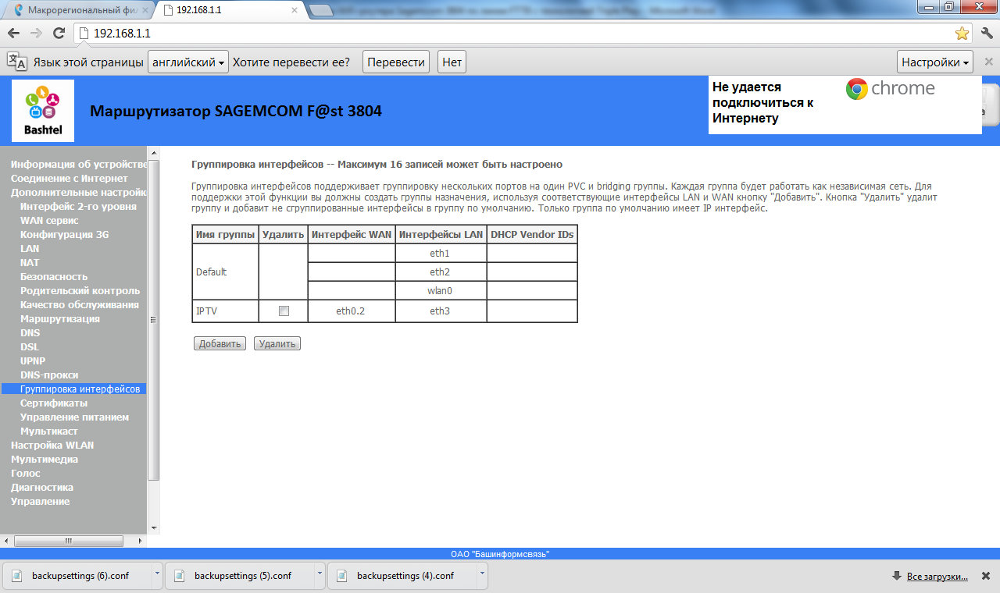 Макрорегиональный фил
192.168.1.1
192.168.1.1
Язык этой страницы английский Хотите перевести ее? Перевести Нет Настройки
Bashtel
Маршрутизатор SAGEMCOM F@st 3804
Не удается
подключиться к
Интернету
chrome
Информация об устройстве
Соединение с Интернет
Дополнительные настройк
Интерфейс 2-го уровня
WAN сервис
Конфигурация 3G
LAN
NAT
Безопасность
Родительский контроль
Качество обслуживания
Маршрутизация
DNS
DSL
UPNP
DNS-прокси
Группировка интерфейсов
Сертификаты
Управление питанием
Мультикаст
Настройка WLAN
Мультимедиа
Голос
Диагностика
Управление
Группировка интерфейсов -- Максимум 16 записей может быть настроено
Группировка интерфейсов поддерживает группировку нескольких портов на один PVC и bridging группы. Каждая группа будет работать как независимая сеть. Для
поддержки этой функции вы должны создать группы назначения, используя соответствующие интерфейсы LAN и WAN кнопку "Добавить". Кнопка "Удалить" удалит
группу и добавит не сгруппированные интерфейсы в группу по умолчанию. Только группа по умолчанию имеет IP интерфейс.
Имя группы Удалить Интерфейс WAN Интерфейсы LAN DHCP Vendor IDs
Default
eth1
eth2
wlan0
IPTV eth0.2 eth3
Добавить Удалить
ОАО "Башинформсвязь"
backupsettings (6).conf backupsettings (5).conf backupsettings (4).conf Все загрузки...